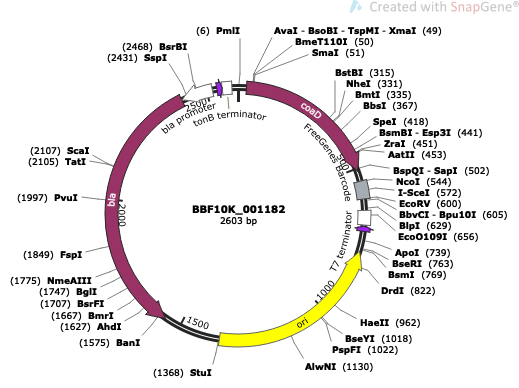 Created with SnapGene®
(6) PmlI
AvaI - BsoBI - TspMI - XmaI (49)
BmeT110I (50)
SmaI (51)
(2468) BsrBI
(2431) SspI
BstBI (315)
NheI (331)
BmtI (335)
BbsI (367)
SpeI (418)
BsmBI - Esp3I (441)
ZraI (451)
AatII (453)
BspQI - SapI (502)
NcoI (544)
I-SceI (572)
EcoRV (600)
BbvCI - Bpu10I (605)
BlpI (629)
EcoO109I (656)
ApoI (739)
BseRI (763)
BsmI (769)
DrdI (822)
HaeII (962)
BseYI (1018)
PspFI (1022)
AlwNI (1130)
(1368) StuI
(1575) BanI
(1627) AhdI
(1667) BmrI
(1707) BsrFI
(1747) BglI
(1775) NmeAIII
(1849) FspI
(1997) PvuI
(2105) TatI
(2107) ScaI
BBF10K_001182
2603 bp
coaD
FreeGenes Barcode
T7 terminator
ori
bla
bla promoter
tonB terminator
500
1000
1500
2000
2500